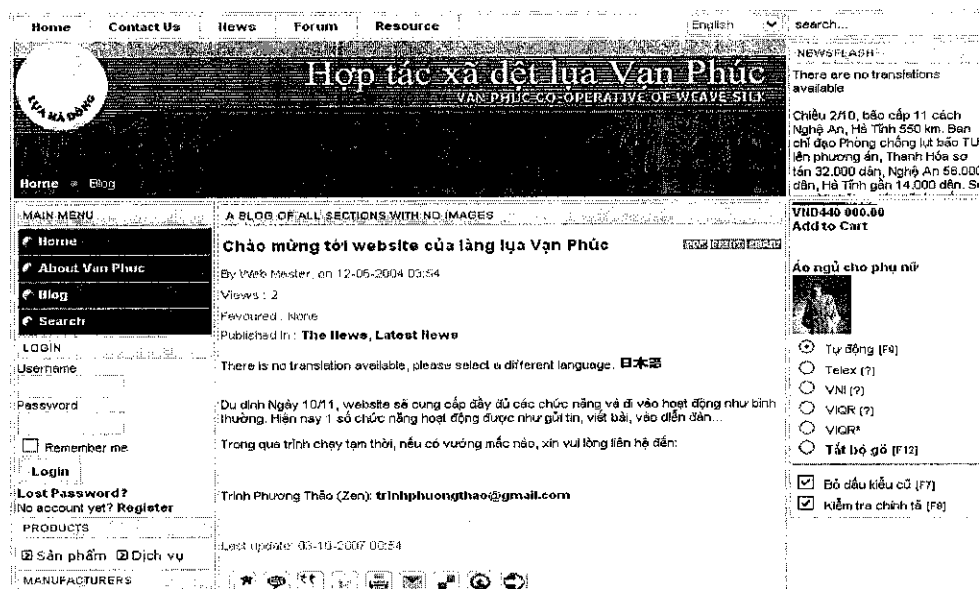 Home Contact Us News Forum Resource English search...
LỤA HÀ ĐÔNG
Hợp tác xã dệt lụa Vạn Phúc
VAN PHUC CO-OPERATIVE OF WEAVE SILK
Home » Blog
NEWSFLASH
There are no translations
available
Chiều 2/10, bão cấp 11 cách
Nghệ An, Hà Tĩnh 550 km. Ban
chỉ đạo Phòng chống lụt bão TU
lên phương án, Thanh Hóa sơ
tán 32.000 dân, Nghệ An 56.000
dân, Hà Tĩnh gần 14.000 dân.
MAIN MENU
Home
About Van Phuc
Blog
Search
LOGIN
Username
Password
Remember me
Login
Lost Password?
No account yet? Register
PRODUCTS
Sản phẩm Dịch vụ
MANUFACTURERS
A BLOG OF ALL SECTIONS WITH NO IMAGES
Chào mừng tới website của làng lụa Vạn Phúc
By Web Master, on 12-06-2004 03:54
Views : 2
Favoured : None
Published in : The News, Latest News
There is no translation available, please select a different language. 日本語
Du dinh Ngày 10/11, website sẽ cung cấp đầy đủ các chức năng và đi vào hoạt động như bình
thường. Hiện nay 1 số chức năng hoạt động được như gửi tin, viết bài, vào diễn đàn...
Trong qua trình chạy tạm thời, nếu có vướng mắc nào, xin vui lòng liên hệ đến:
Trinh Phương Thảo (Zen): trinhphuongthao@gmail.com
Last update: 03-10-2007 00:54
VND440 000.00
Add to Cart
Áo ngủ cho phụ nữ
Tự động [F9]
Telex (?)
VNI (?)
VIQR (?)
VIQR*
Tắt bộ gõ [F12]
Bỏ dấu kiểu cũ [F7]
Kiểm tra chính tả [F8]